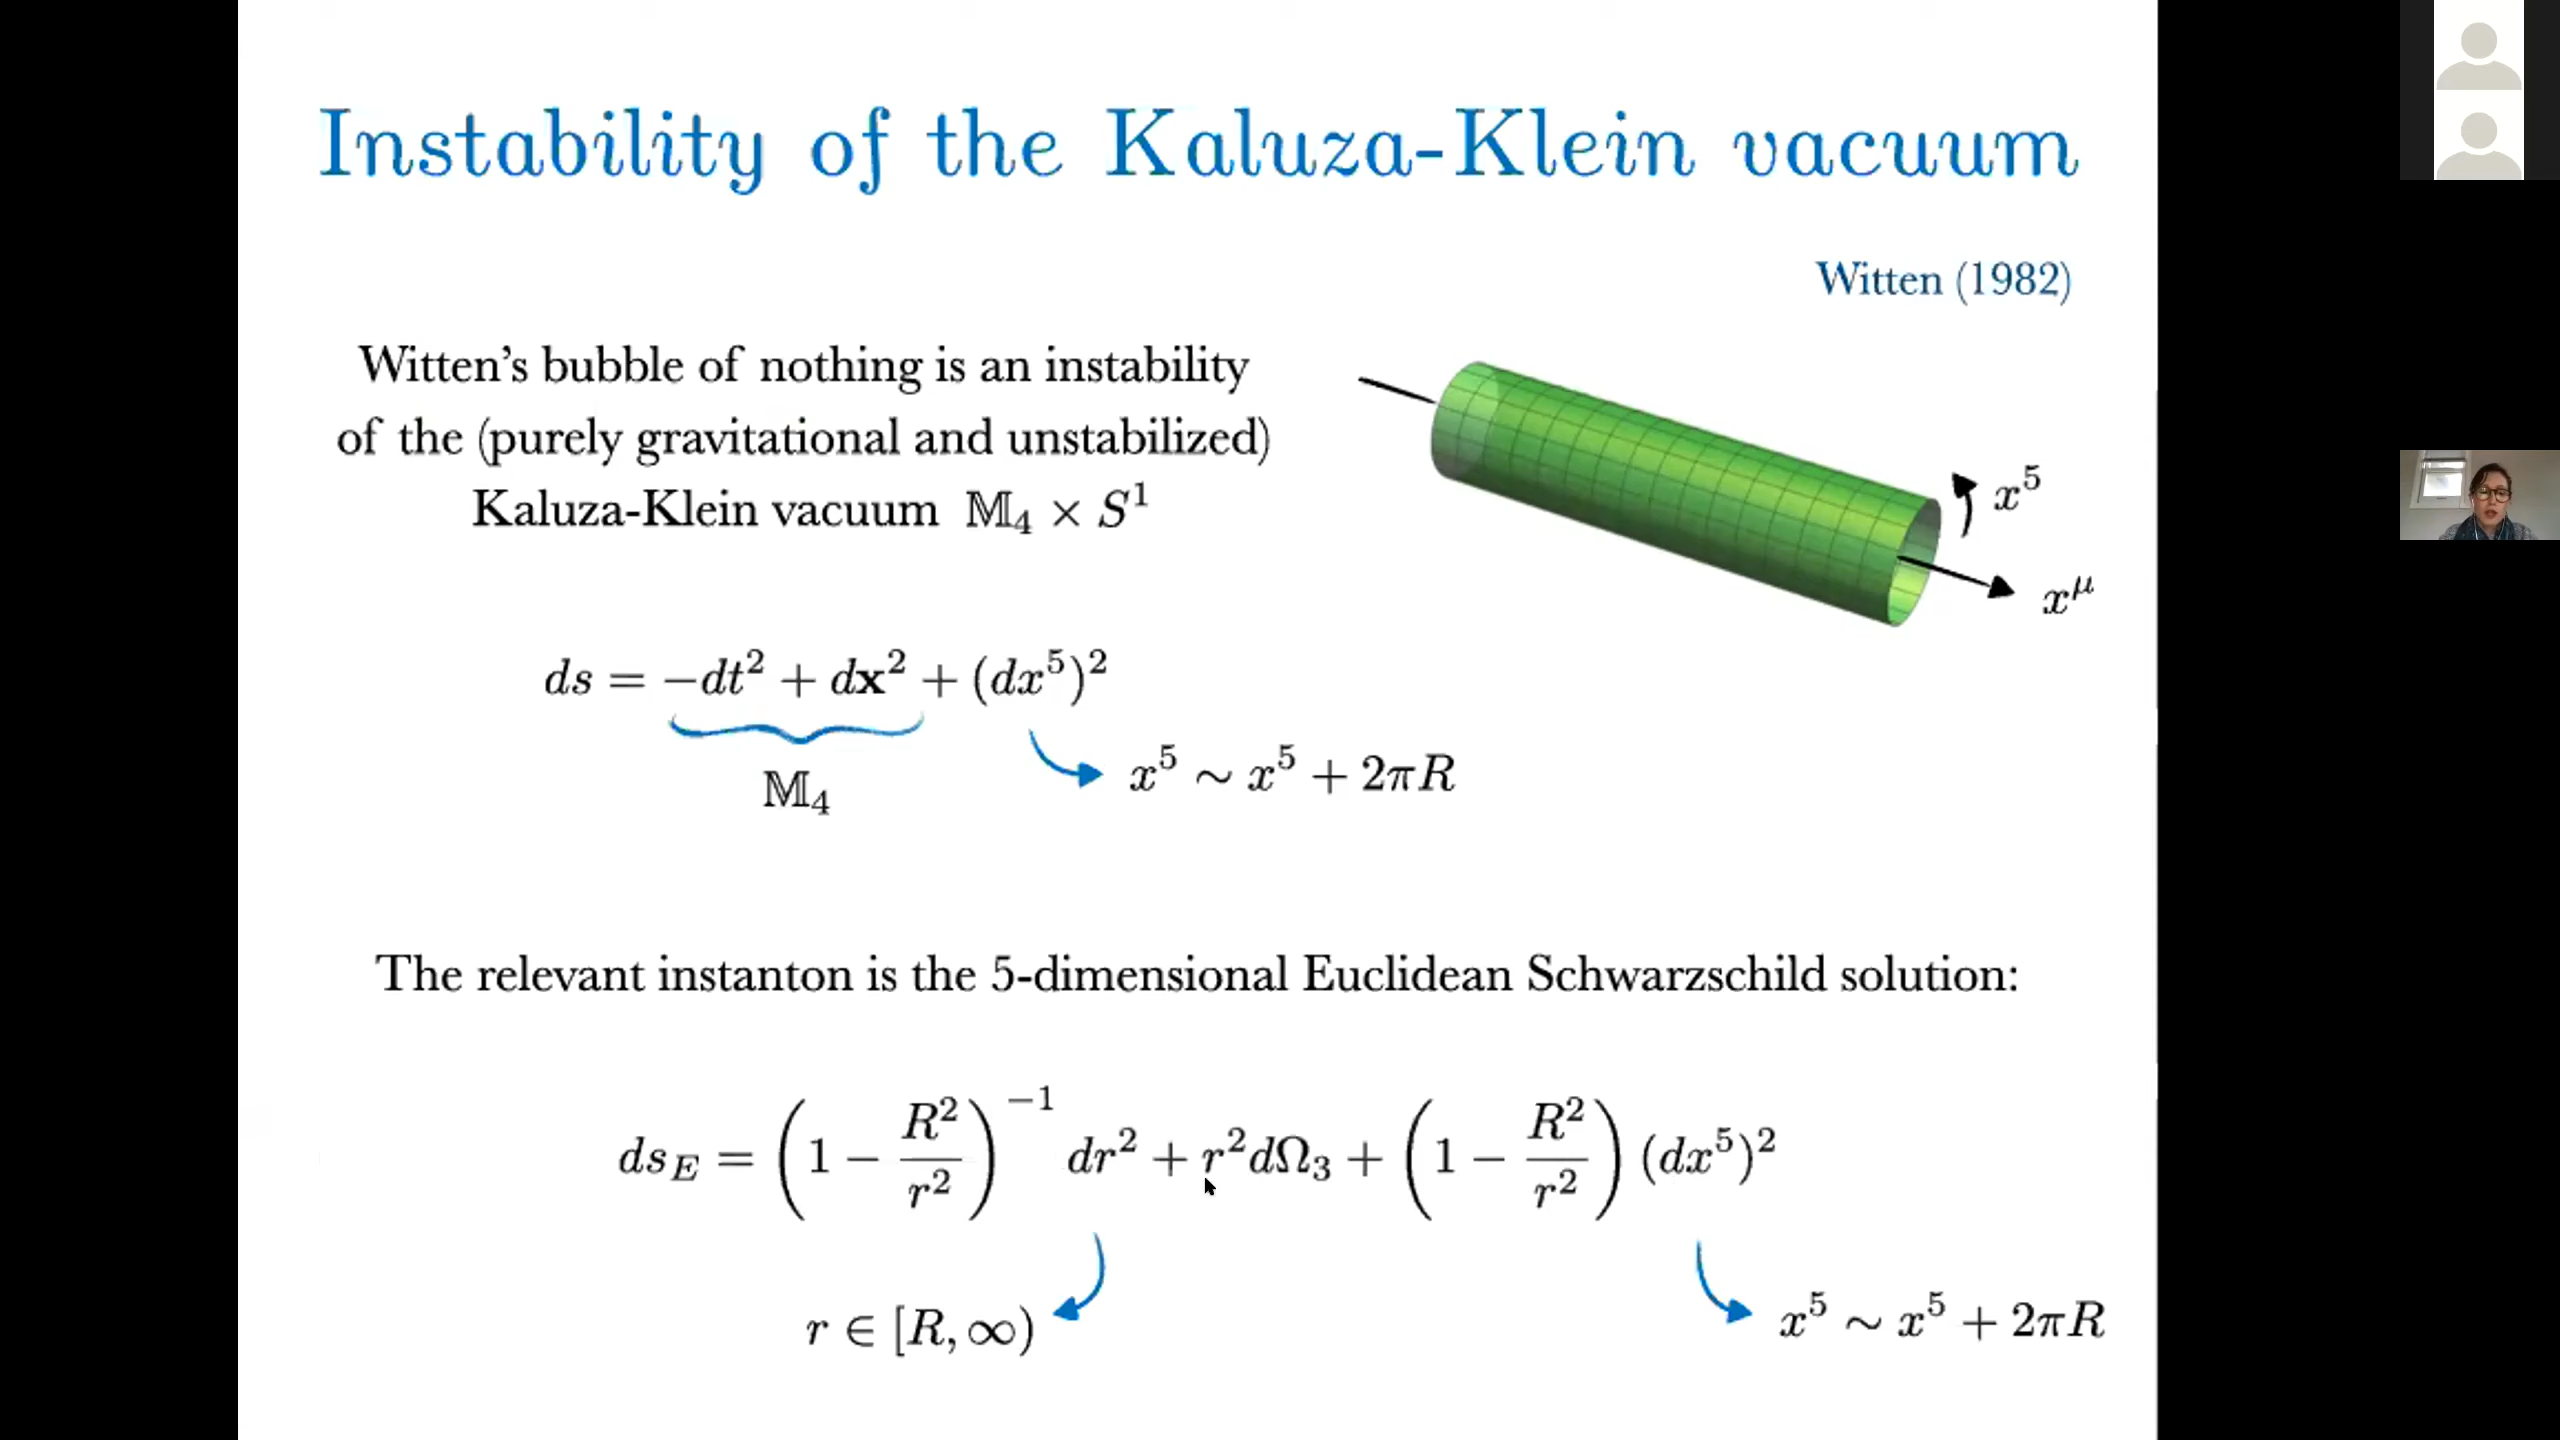 Instability of the Kaluza-Klein vacuum
Witten (1982)
Witten's bubble of nothing is an instability
of the (purely gravitational and unstabilized)
Kaluza-Klein vacuum 𝕄₄ × S¹
x⁵
x^μ
ds = −dt² + d𝐱² + (dx⁵)²
𝕄₄
x⁵ ∼ x⁵ + 2πR
The relevant instanton is the 5-dimensional Euclidean Schwarzschild solution:
ds_E = (1 − R²/r²)⁻¹ dr² + r²dΩ₃ + (1 − R²/r²) (dx⁵)²
r ∈ [R, ∞)
x⁵ ∼ x⁵ + 2πR